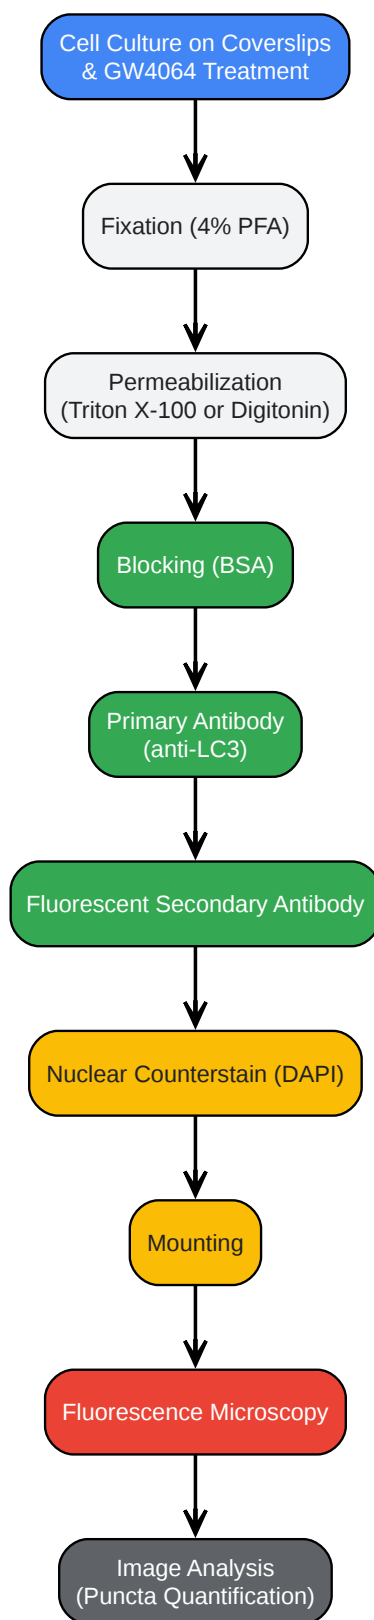 Cell Culture on Coverslips
& GW4064 Treatment
Fixation (4% PFA)
Permeabilization
(Triton X-100 or Digitonin)
Blocking (BSA)
Primary Antibody
(anti-LC3)
Fluorescent Secondary Antibody
Nuclear Counterstain (DAPI)
Mounting
Fluorescence Microscopy
Image Analysis
(Puncta Quantification)